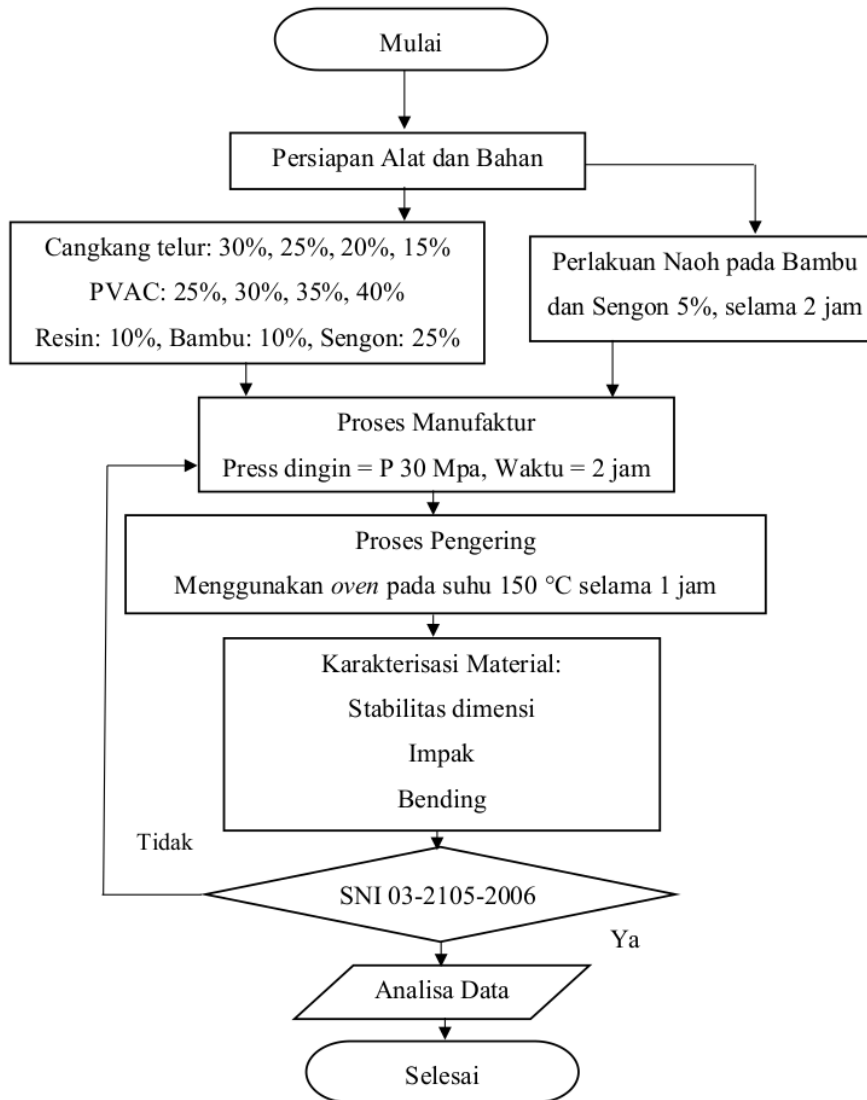 Mulai
Persiapan Alat dan Bahan
Cangkang telur: 30%, 25%, 20%, 15%
PVAC: 25%, 30%, 35%, 40%
Resin: 10%, Bambu: 10%, Sengon: 25%
Perlakuan Naoh pada Bambu
dan Sengon 5%, selama 2 jam
Proses Manufaktur
Press dingin = P 30 Mpa, Waktu = 2 jam
Proses Pengering
Menggunakan oven pada suhu 150 °C selama 1 jam
Karakterisasi Material:
Stabilitas dimensi
Impak
Bending
Tidak
SNI 03-2105-2006
Ya
Analisa Data
Selesai